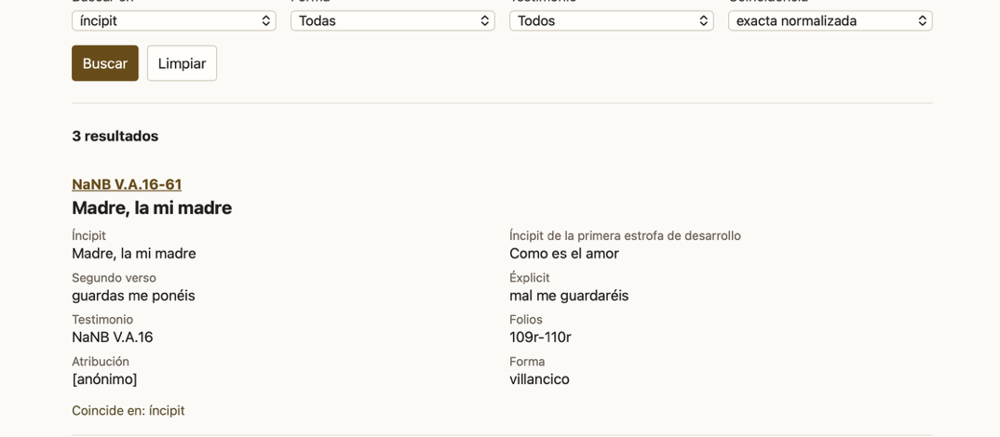 íncipit
Todas
Todos
exacta normalizada
Buscar
Limpiar
3 resultados
NaNB V.A.16-61
Madre, la mi madre
Íncipit
Madre, la mi madre
Íncipit de la primera estrofa de desarrollo
Como es el amor
Segundo verso
guardas me ponéis
Éxplicit
mal me guardaréis
Testimonio
NaNB V.A.16
Folios
109r-110r
Atribución
[anónimo]
Forma
villancico
Coincide en: íncipit